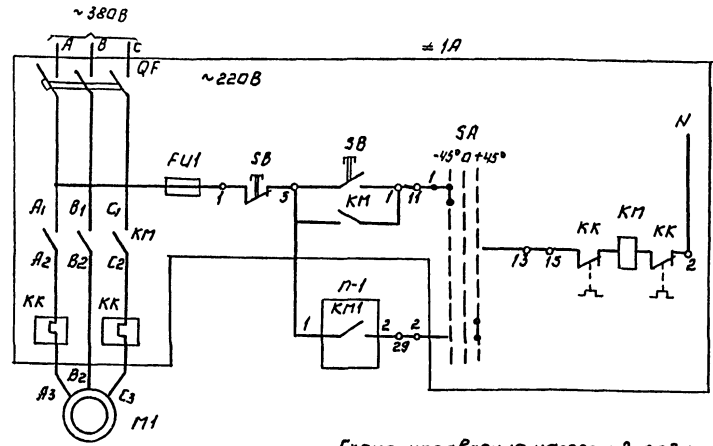 ~380В
A B C
QF
≠1А
~220В
SA
-45° 0 +45°
N
FU1
SB
SB
1
5
KM
1
11
1
A1 B1 C1
KM
A2 B2 C2
KK KM KK
13 15
2
П-1
KK
KK
KM1
1
2
2
29
A3
B2
C3
M1